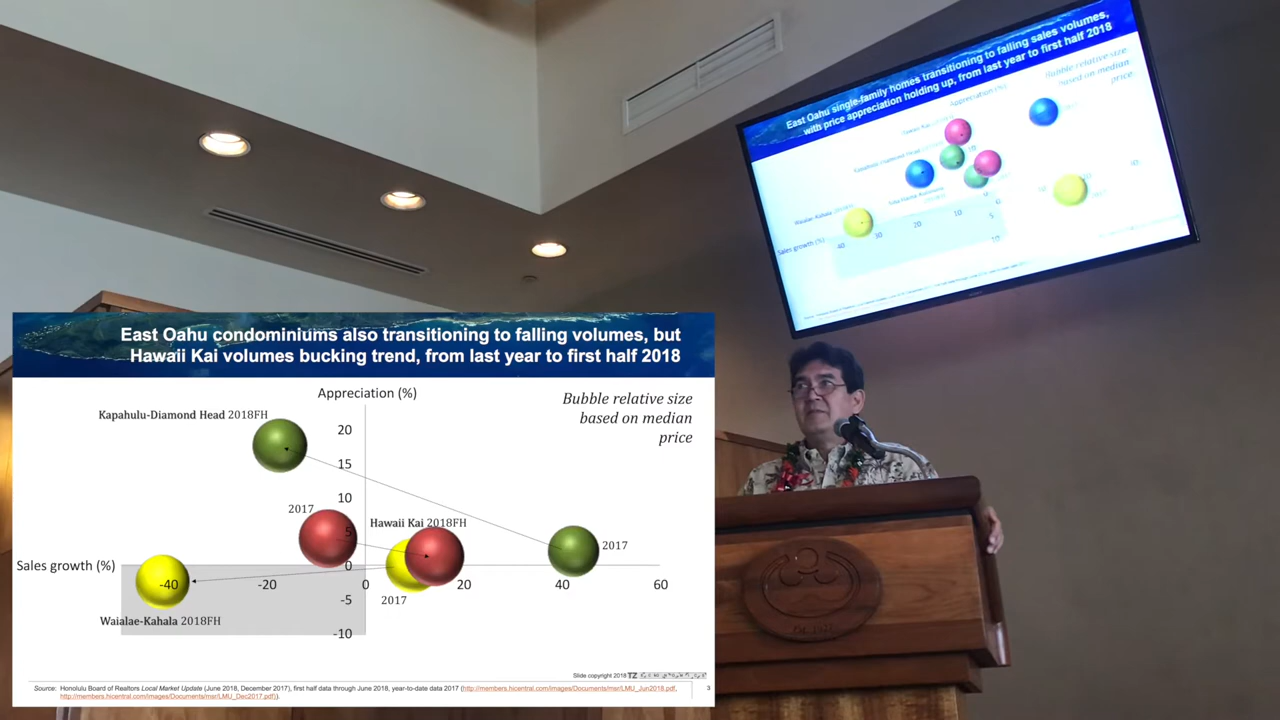 East Oahu single-family homes transitioning to falling sales volumes,
with price appreciation holding up, from last year to first half 2018
Bubble relative size
based on median
price
Appreciation (%)
Sales growth (%)
40
30
20
10
5
10
East Oahu condominiums also transitioning to falling volumes, but
Hawaii Kai volumes bucking trend, from last year to first half 2018
Appreciation (%)
Bubble relative size
based on median
price
Kapahulu-Diamond Head 2018FH
20
15
10
2017
Hawaii Kai 2018FH
5
2017
Sales growth (%)
0
-40
-20
0
20
40
60
-5
2017
Waialae-Kahala 2018FH
-10
Slide copyright 2018 TZ
Source: Honolulu Board of Realtors Local Market Update (June 2018, December 2017), first half data through June 2018, year-to-date data 2017 (http://members.hicentral.com/images/Documents/msr/LMU_Jun2018.pdf,
http://members.hicentral.com/images/Documents/msr/LMU_Dec2017.pdf)).
3